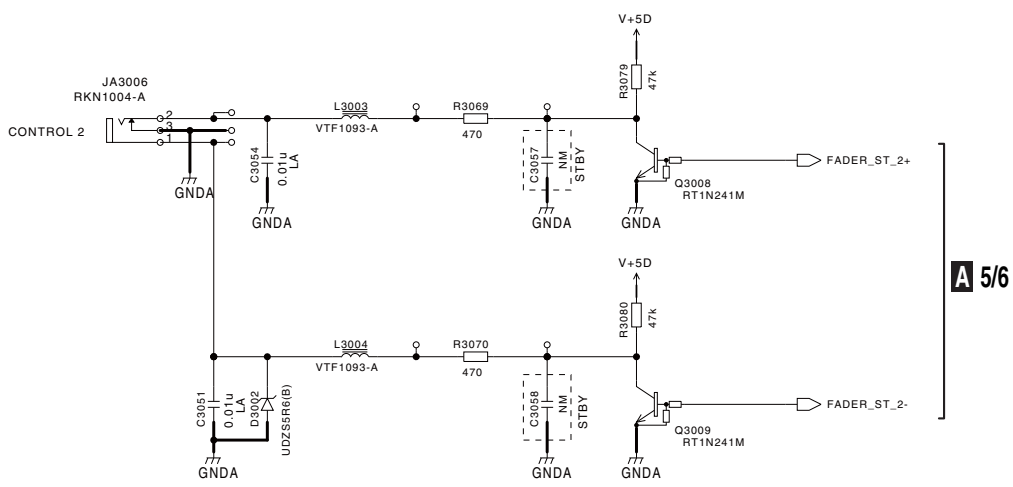 V+5D
R3079
47k
JA3006
RKN1004-A
CONTROL 2
2
3
1
GNDA
C3054
0.01u
LA
GNDA
L3003
VTF1093-A
R3069
470
C3057
NM
STBY
GNDA
Q3008
RT1N241M
GNDA
FADER_ST_2+
A 5/6
V+5D
R3080
47k
L3004
VTF1093-A
R3070
470
C3051
0.01u
LA
D3002
UDZS5R6(B)
GNDA
C3058
NM
STBY
GNDA
Q3009
RT1N241M
GNDA
FADER_ST_2-